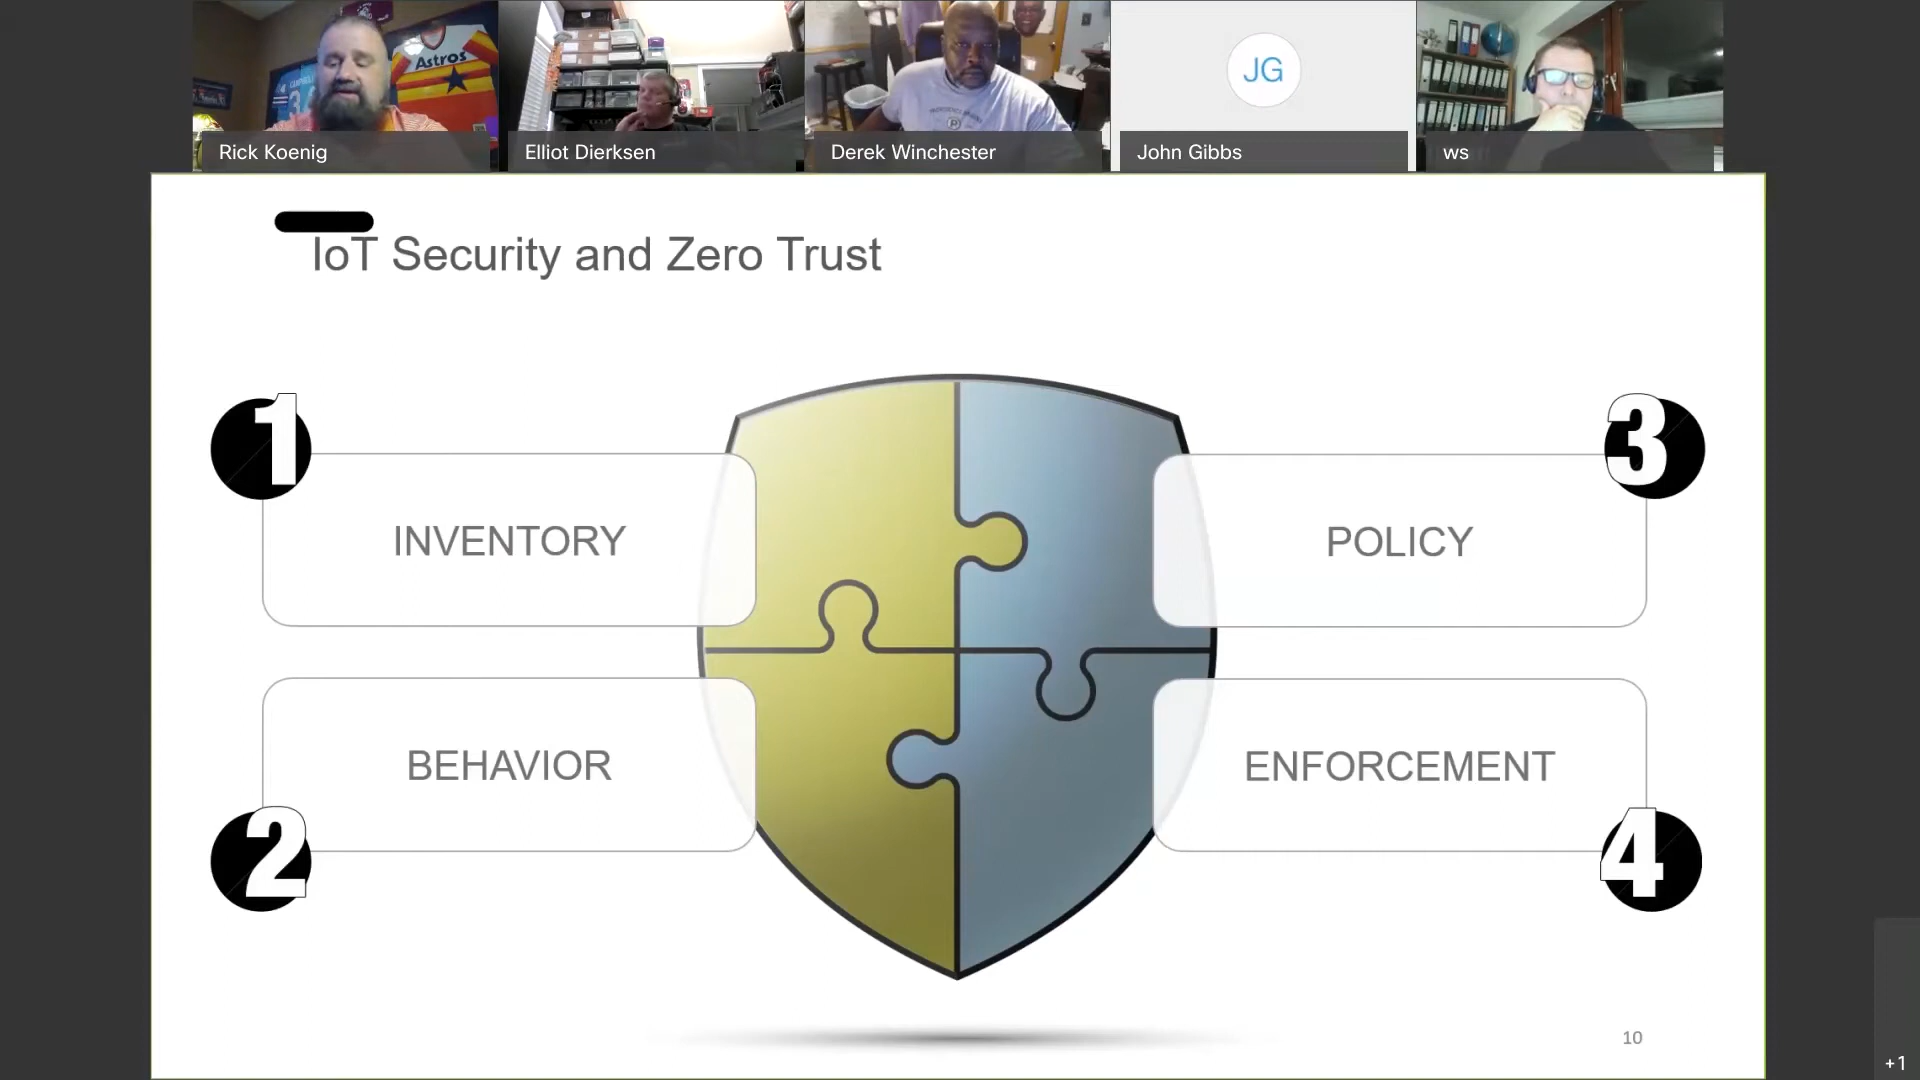 Astros
JG
Rick Koenig
Elliot Dierksen
Derek Winchester
John Gibbs
ws
IoT Security and Zero Trust
1
INVENTORY
3
POLICY
BEHAVIOR
2
ENFORCEMENT
4
10
+1